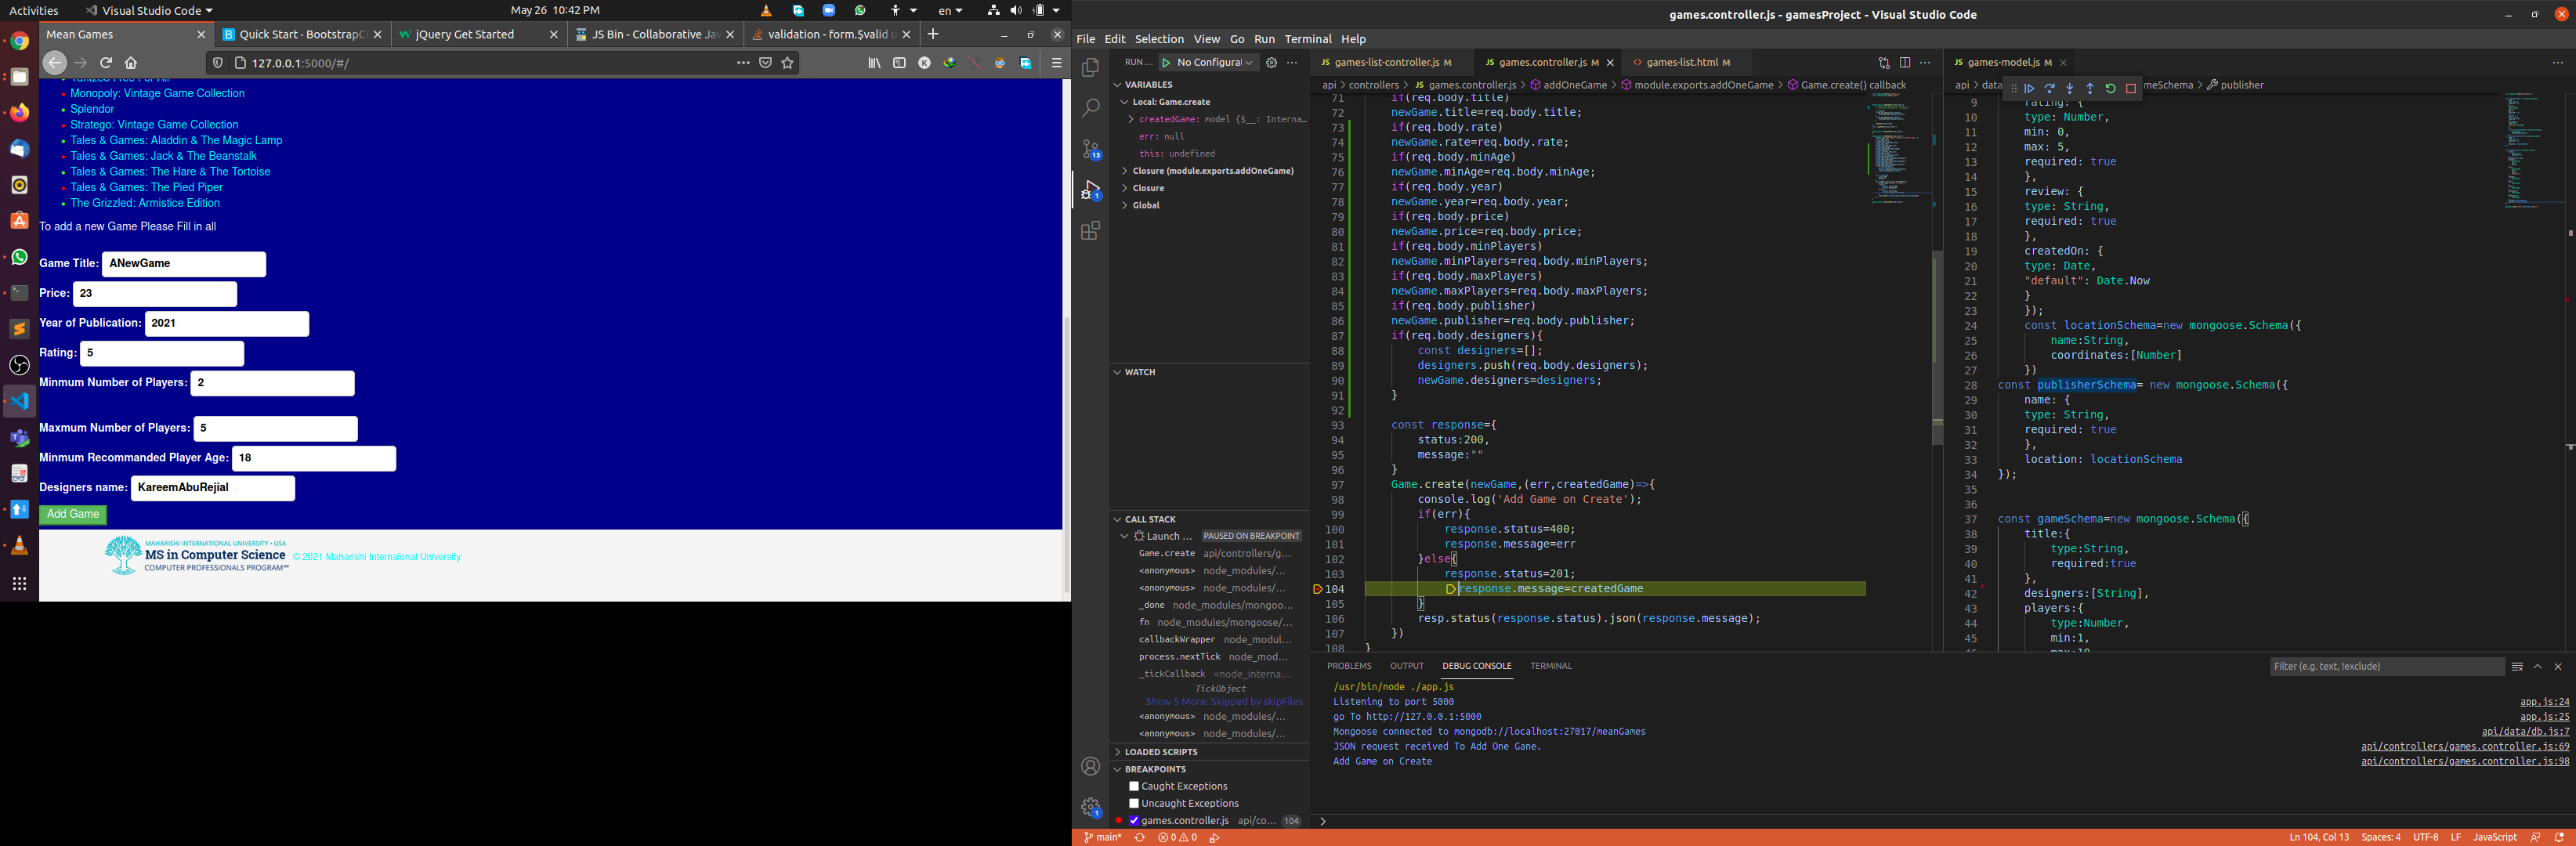 Activities
Visual Studio Code
May 26 10:42 PM
en
Mean Games
Quick Start · BootstrapC
jQuery Get Started
JS Bin - Collaborative Jav
validation - form.$valid u
127.0.0.1:5000/#/
Monopoly: Vintage Game Collection
Splendor
Stratego: Vintage Game Collection
Tales & Games: Aladdin & The Magic Lamp
Tales & Games: Jack & The Beanstalk
Tales & Games: The Hare & The Tortoise
Tales & Games: The Pied Piper
The Grizzled: Armistice Edition
To add a new Game Please Fill in all
Game Title: ANewGame
Price: 23
Year of Publication: 2021
Rating: 5
Minmum Number of Players: 2
Maxmum Number of Players: 5
Minmum Recommanded Player Age: 18
Designers name: KareemAbuRejial
Add Game
MAHARISHI INTERNATIONAL UNIVERSITY • USA
MS in Computer Science
COMPUTER PROFESSIONALS PROGRAM℠
© 2021 Maharishi Internaional University
games.controller.js - gamesProject - Visual Studio Code
File Edit Selection View Go Run Terminal Help
RUN ...
No Configural
VARIABLES
Local: Game.create
createdGame: model {$__: Interna...
err: null
this: undefined
Closure (module.exports.addOneGame)
Closure
Global
WATCH
CALL STACK
Launch ... PAUSED ON BREAKPOINT
Game.create api/controllers/g...
<anonymous> node_modules/...
<anonymous> node_modules/...
_done node_modules/mongoo...
fn node_modules/mongoose/...
callbackWrapper node_modul...
process.nextTick node_mod...
_tickCallback <node_interna...
TickObject
Show 5 More: Skipped by skipFiles
<anonymous> node_modules/...
<anonymous> node_modules/...
LOADED SCRIPTS
BREAKPOINTS
Caught Exceptions
Uncaught Exceptions
games.controller.js api/co... 104
games-list-controller.js M
games.controller.js M
games-list.html M
api > controllers > games.controller.js > addOneGame > module.exports.addOneGame > Game.create() callback
71 if(req.body.title)
72 newGame.title=req.body.title;
73 if(req.body.rate)
74 newGame.rate=req.body.rate;
75 if(req.body.minAge)
76 newGame.minAge=req.body.minAge;
77 if(req.body.year)
78 newGame.year=req.body.year;
79 if(req.body.price)
80 newGame.price=req.body.price;
81 if(req.body.minPlayers)
82 newGame.minPlayers=req.body.minPlayers;
83 if(req.body.maxPlayers)
84 newGame.maxPlayers=req.body.maxPlayers;
85 if(req.body.publisher)
86 newGame.publisher=req.body.publisher;
87 if(req.body.designers){
88 const designers=[];
89 designers.push(req.body.designers);
90 newGame.designers=designers;
91 }
92
93 const response={
94 status:200,
95 message:""
96 }
97 Game.create(newGame,(err,createdGame)=>{
98 console.log('Add Game on Create');
99 if(err){
100 response.status=400;
101 response.message=err
102 }else{
103 response.status=201;
104 response.message=createdGame
105 }
106 resp.status(response.status).json(response.message);
107 })
108 }
games-model.js M
api > data
meSchema > publisher
9 rating: {
10 type: Number,
11 min: 0,
12 max: 5,
13 required: true
14 },
15 review: {
16 type: String,
17 required: true
18 },
19 createdOn: {
20 type: Date,
21 "default": Date.Now
22 }
23 });
24 const locationSchema=new mongoose.Schema({
25 name:String,
26 coordinates:[Number]
27 })
28 const publisherSchema= new mongoose.Schema({
29 name: {
30 type: String,
31 required: true
32 },
33 location: locationSchema
34 });
35
36
37 const gameSchema=new mongoose.Schema({
38 title:{
39 type:String,
40 required:true
41 },
42 designers:[String],
43 players:{
44 type:Number,
45 min:1,
PROBLEMS OUTPUT DEBUG CONSOLE TERMINAL
Filter (e.g. text, !exclude)
/usr/bin/node ./app.js
Listening to port 5000 app.js:24
go To http://127.0.0.1:5000 app.js:25
Mongoose connected to mongodb://localhost:27017/meanGames api/data/db.js:7
JSON request received To Add One Gane. api/controllers/games.controller.js:69
Add Game on Create api/controllers/games.controller.js:98
main*
0 0
Ln 104, Col 13 Spaces: 4 UTF-8 LF JavaScript